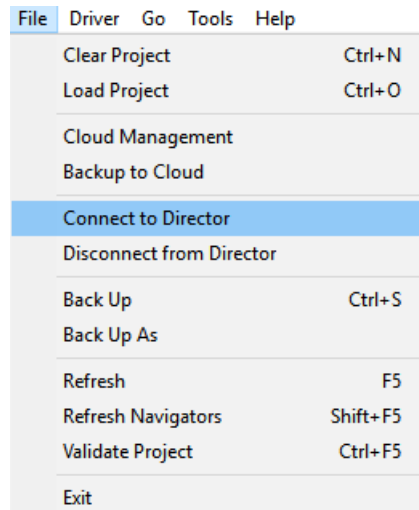 File Driver Go Tools Help
Clear Project Ctrl+N
Load Project Ctrl+O
Cloud Management
Backup to Cloud
Connect to Director
Disconnect from Director
Back Up Ctrl+S
Back Up As
Refresh F5
Refresh Navigators Shift+F5
Validate Project Ctrl+F5
Exit